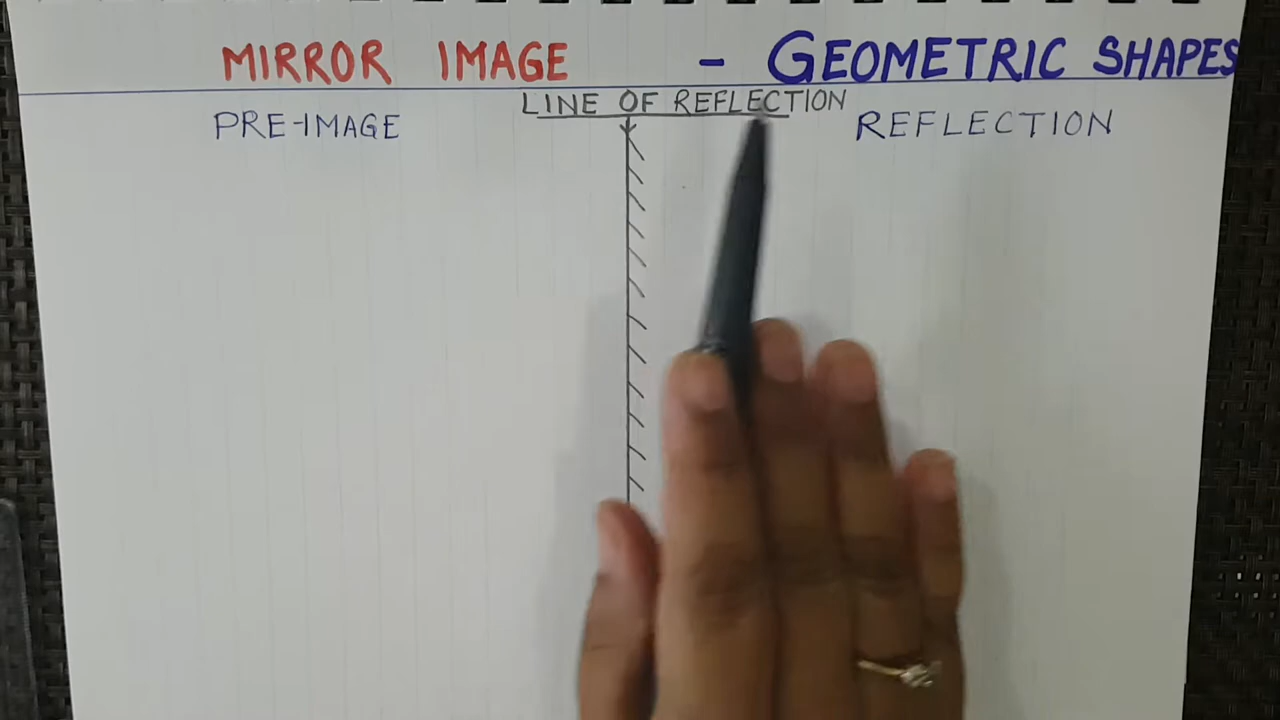 MIRROR IMAGE - GEOMETRIC SHAPES
LINE OF REFLECTION
PRE-IMAGE REFLECTION